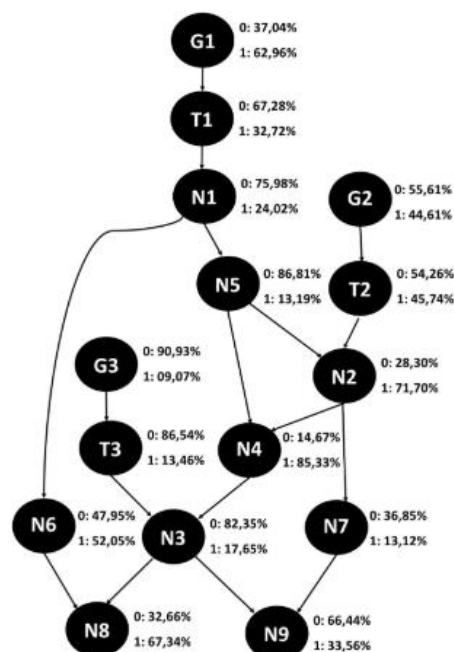 G1 0: 37,04%
1: 62,96%
T1 0: 67,28%
1: 32,72%
N1 0: 75,98%
1: 24,02%
G2 0: 55,61%
1: 44,61%
N5 0: 86,81%
1: 13,19%
T2 0: 54,26%
1: 45,74%
G3 0: 90,93%
1: 09,07%
N2 0: 28,30%
1: 71,70%
T3 0: 86,54%
1: 13,46%
N4 0: 14,67%
1: 85,33%
N6 0: 47,95%
1: 52,05%
N3 0: 82,35%
1: 17,65%
N7 0: 36,85%
1: 13,12%
N8 0: 32,66%
1: 67,34%
N9 0: 66,44%
1: 33,56%